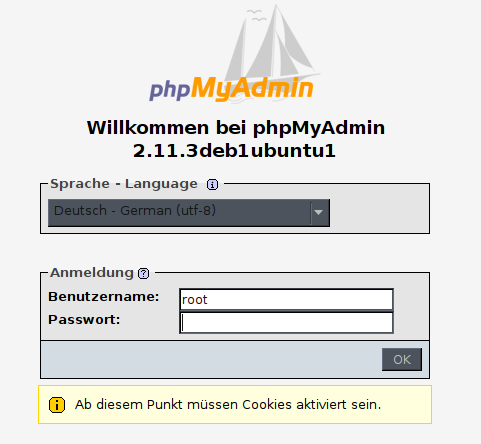 phpMyAdmin
Willkommen bei phpMyAdmin
2.11.3deb1ubuntu1
Sprache - Language
Deutsch - German (utf-8)
Anmeldung
Benutzername:
root
Passwort:
OK
Ab diesem Punkt müssen Cookies aktiviert sein.